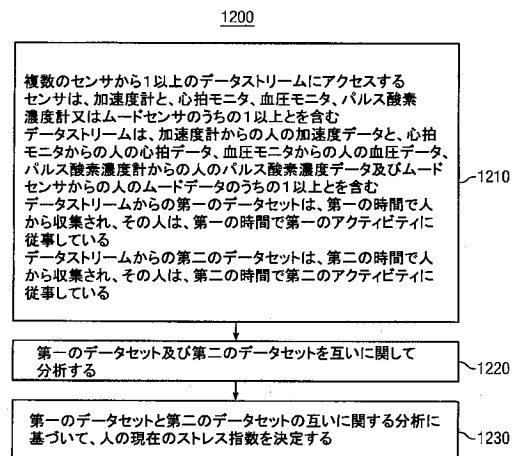 1200
複数のセンサから1以上のデータストリームにアクセスする
センサは、加速度計と、心拍モニタ、血圧モニタ、パルス酸素
濃度計又はムードセンサのうちの1以上とを含む
データストリームは、加速度計からの人の加速度データと、心拍
モニタからの人の心拍データ、血圧モニタからの人の血圧データ、
パルス酸素濃度計からの人のパルス酸素濃度データ及びムード
センサからの人のムードデータのうちの1以上とを含む
データストリームからの第一のデータセットは、第一の時間で人
から収集され、その人は、第一の時間で第一のアクティビティに
従事している
データストリームからの第二のデータセットは、第二の時間で人
から収集され、その人は、第二の時間で第二のアクティビティに
従事している
1210
第一のデータセット及び第二のデータセットを互いに関して
分析する
1220
第一のデータセットと第二のデータセットの互いに関する分析に
基づいて、人の現在のストレス指数を決定する
1230